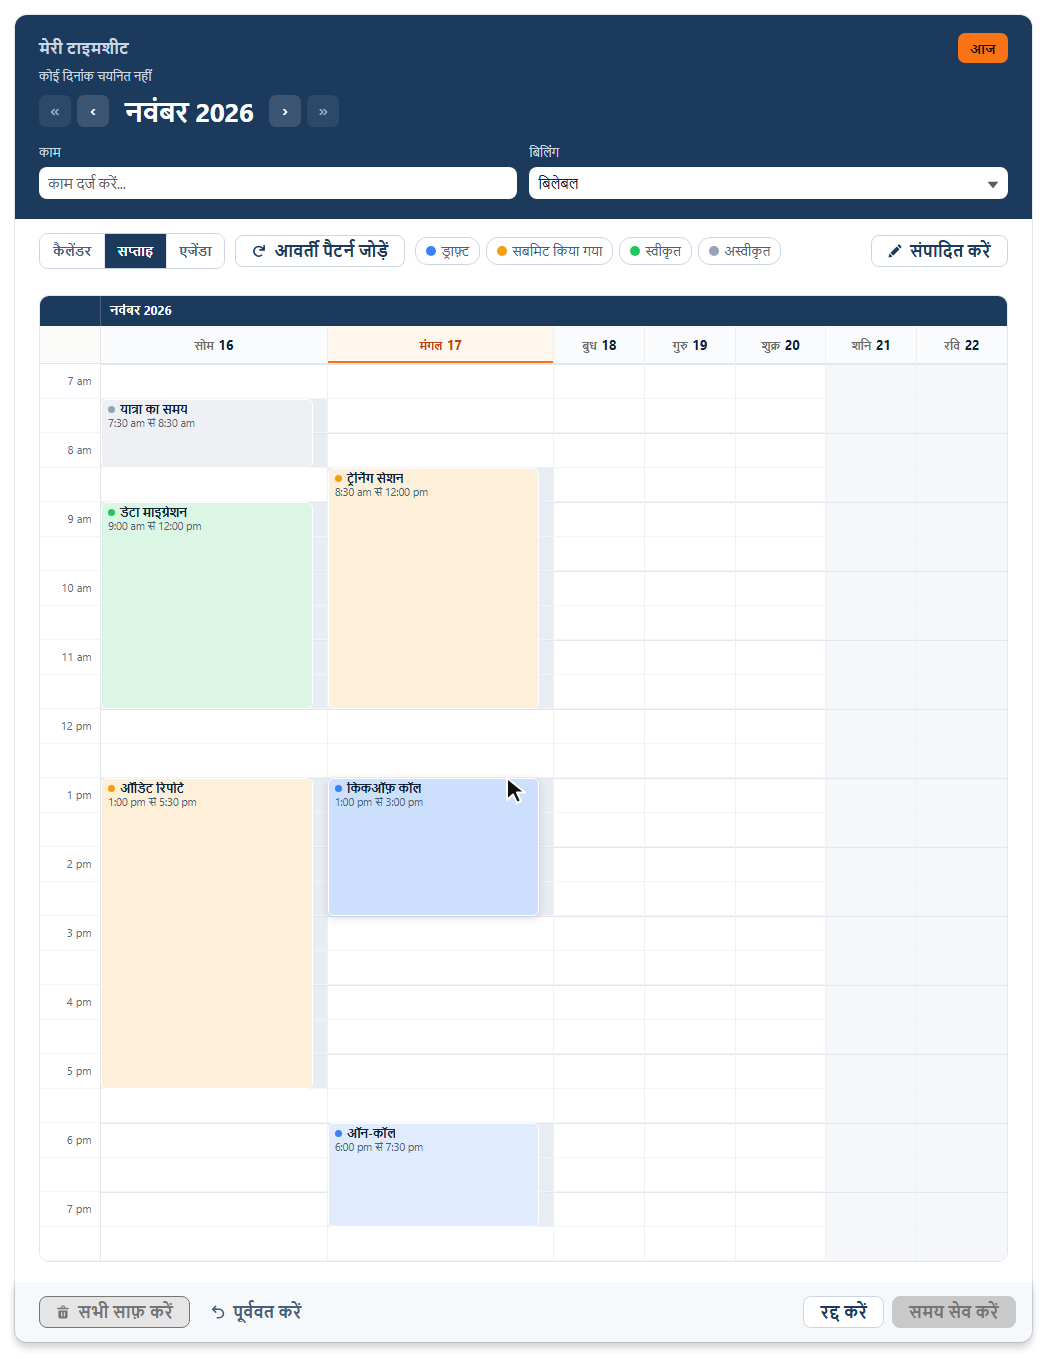 मेरी टाइमशीट
आज
कोई दिनांक चयनित नहीं
« ‹ नवंबर 2026 › »
काम
बिलिंग
काम दर्ज करें...
बिलेबल
कैलेंडर सप्ताह एजेंडा आवर्ती पैटर्न जोड़ें ड्राफ़्ट सबमिट किया गया स्वीकृत अस्वीकृत संपादित करें
नवंबर 2026
सोम 16 मंगल 17 बुध 18 गुरु 19 शुक्र 20 शनि 21 रवि 22
7 am
यात्रा का समय
7:30 am से 8:30 am
8 am
ट्रेनिंग सेशन
8:30 am से 12:00 pm
डेटा माइग्रेशन
9 am
9:00 am से 12:00 pm
10 am
11 am
12 pm
ऑडिट रिपोर्ट
किकऑफ़ कॉल
1 pm
1:00 pm से 5:30 pm
1:00 pm से 3:00 pm
2 pm
3 pm
4 pm
5 pm
ऑन-कॉल
6 pm
6:00 pm से 7:30 pm
7 pm
सभी साफ़ करें पूर्ववत करें रद्द करें समय सेव करें